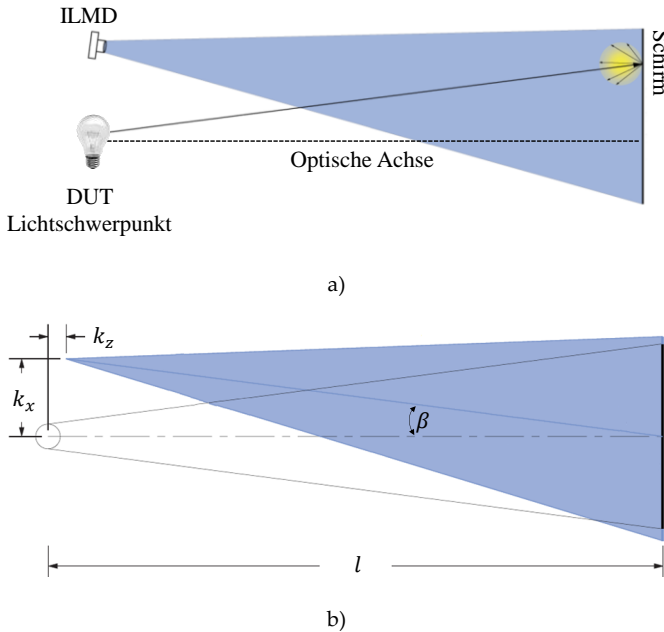 ILMD
Schirm
Optische Achse
DUT
Lichtschwerpunkt
a)
k_z
k_x
β
l
b)